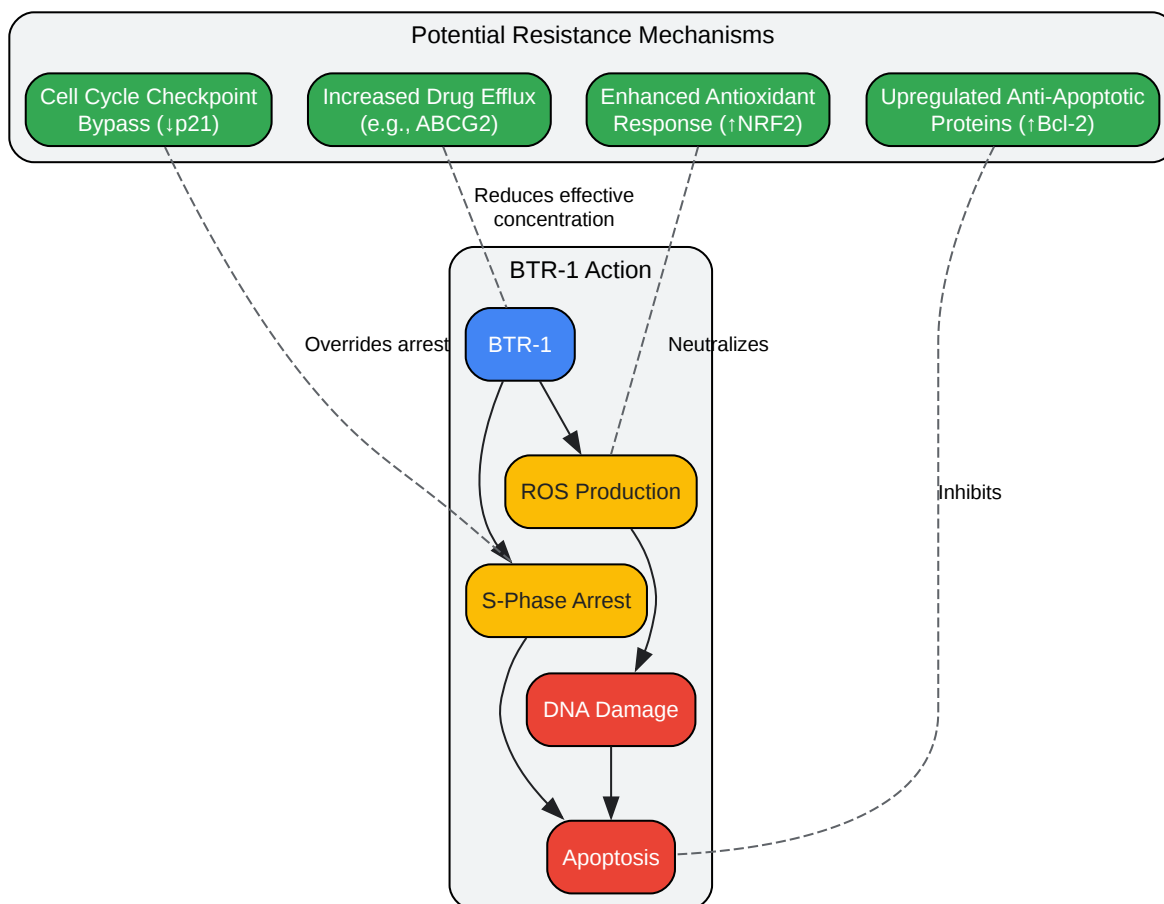 Potential Resistance Mechanisms
Cell Cycle Checkpoint
Bypass (↓p21)
Increased Drug Efflux
(e.g., ABCG2)
Enhanced Antioxidant
Response (↑NRF2)
Upregulated Anti-Apoptotic
Proteins (↑Bcl-2)
Reduces effective
concentration
BTR-1 Action
Overrides arrest
BTR-1
Neutralizes
ROS Production
Inhibits
S-Phase Arrest
DNA Damage
Apoptosis